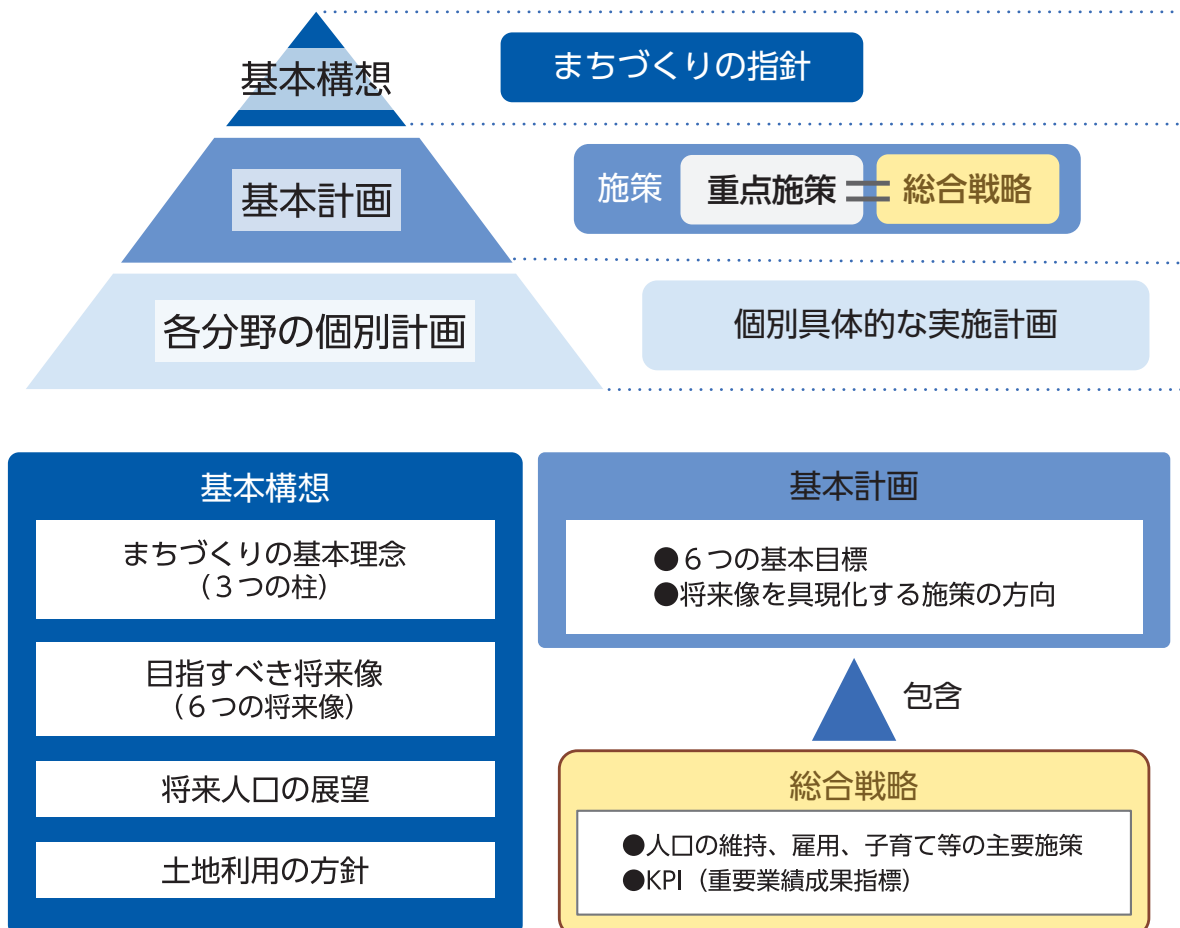 基本構想
まちづくりの指針
基本計画
施策 重点施策 = 総合戦略
各分野の個別計画
個別具体的な実施計画
基本構想
まちづくりの基本理念
（３つの柱）
目指すべき将来像
（６つの将来像）
将来人口の展望
土地利用の方針
基本計画
●６つの基本目標
●将来像を具現化する施策の方向
包含
総合戦略
●人口の維持、雇用、子育て等の主要施策
●KPI（重要業績成果指標）